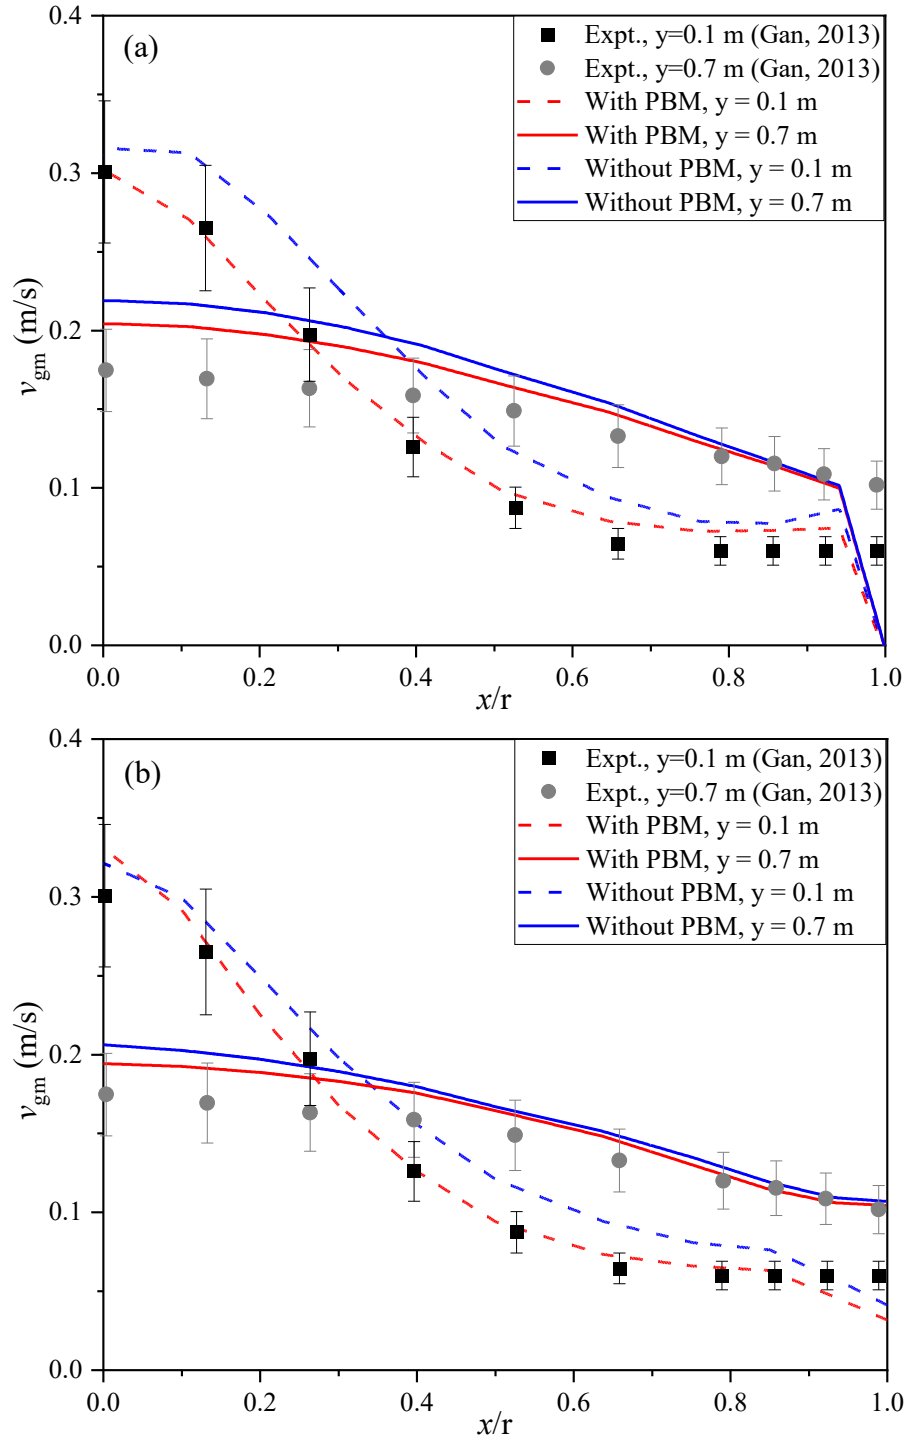 (a)
Expt., y=0.1 m (Gan, 2013)
Expt., y=0.7 m (Gan, 2013)
With PBM, y = 0.1 m
With PBM, y = 0.7 m
Without PBM, y = 0.1 m
Without PBM, y = 0.7 m
0.4
0.3
0.2
0.1
0.0
v_gm (m/s)
0.0 0.2 0.4 0.6 0.8 1.0
x/r
(b)
Expt., y=0.1 m (Gan, 2013)
Expt., y=0.7 m (Gan, 2013)
With PBM, y = 0.1 m
With PBM, y = 0.7 m
Without PBM, y = 0.1 m
Without PBM, y = 0.7 m
0.4
0.3
0.2
0.1
0.0
v_gm (m/s)
0.0 0.2 0.4 0.6 0.8 1.0
x/r